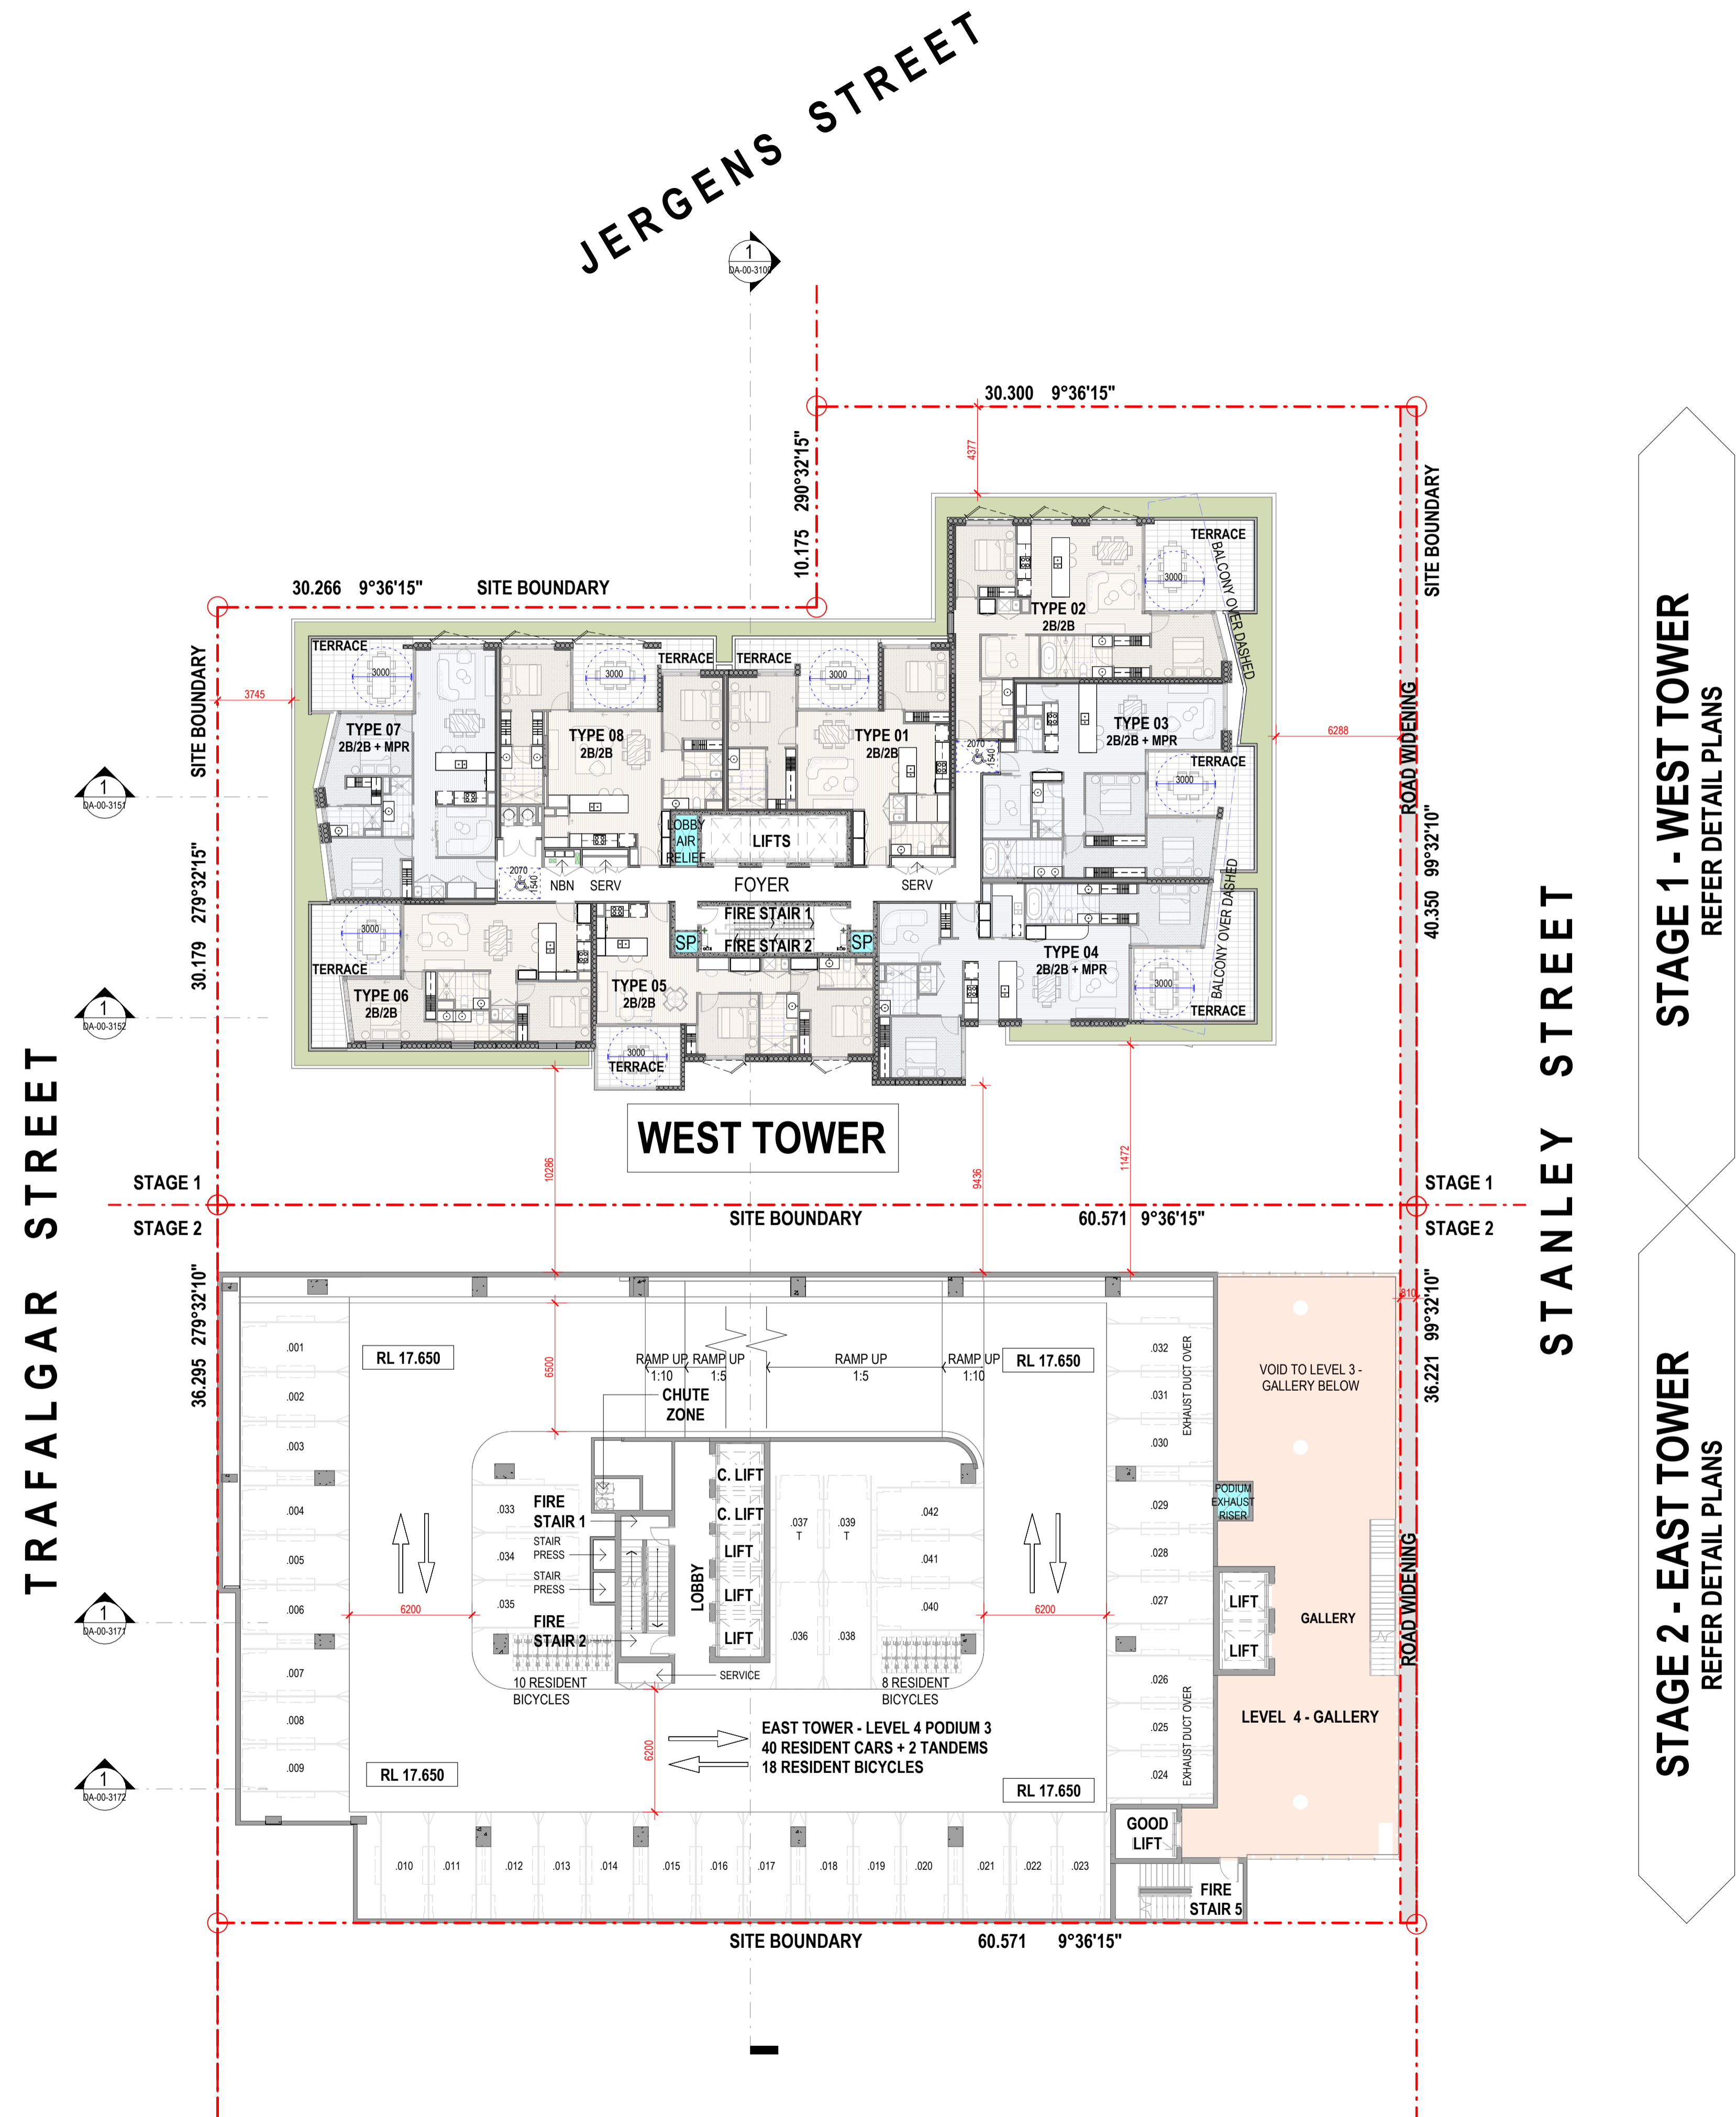 JERGENS STREET
1
DA-00-3100
30.300 9°36'15"
4377
10.175 290°32'15"
SITE BOUNDARY
30.266 9°36'15" SITE BOUNDARY
SITE BOUNDARY
3745
30.179 279°32'15"
TERRACE
3000
TYPE 02
2B/2B
BALCONY OVER DASHED
TERRACE
3000
TYPE 07
2B/2B + MPR
TYPE 08
2B/2B
3000
TERRACE
TERRACE
3000
TYPE 01
2B/2B
TYPE 03
2B/2B + MPR
TERRACE
3000
2070
1540
6288
ROAD WIDENING
40.350 99°32'10"
1
DA-00-3151
LOBBY
AIR
RELIEF
LIFTS
2070
1540
NBN
SERV
FOYER
SERV
FIRE STAIR 1
FIRE STAIR 2
SP
SP
3000
TERRACE
TYPE 06
2B/2B
TYPE 05
2B/2B
3000
TERRACE
TYPE 04
2B/2B + MPR
BALCONY OVER DASHED
3000
TERRACE
1
DA-00-3152
WEST TOWER
10286
9436
11472
STAGE 1
STAGE 2
SITE BOUNDARY
60.571 9°36'15"
STAGE 1
STAGE 2
TRAFALGAR STREET
STANLEY STREET
STAGE 1 - WEST TOWER
REFER DETAIL PLANS
STAGE 2 - EAST TOWER
REFER DETAIL PLANS
36.295 279°32'10"
36.221 99°32'10"
810
.001
.002
.003
.004
.005
.006
.007
.008
.009
RL 17.650
6500
RAMP UP
1:10
RAMP UP
1:5
RAMP UP
1:5
RAMP UP
1:10
RL 17.650
CHUTE
ZONE
.032
.031
.030
.029
.028
.027
.026
.025
.024
EXHAUST DUCT OVER
EXHAUST DUCT OVER
VOID TO LEVEL 3 -
GALLERY BELOW
PODIUM
EXHAUST
RISER
LIFT
LIFT
GALLERY
ROAD WIDENING
LEVEL 4 - GALLERY
.033
.034
.035
FIRE
STAIR 1
STAIR
PRESS
STAIR
PRESS
FIRE
STAIR 2
LOBBY
C. LIFT
C. LIFT
LIFT
LIFT
LIFT
.037
T
.039
T
.036
.038
.042
.041
.040
6200
6200
SERVICE
10 RESIDENT
BICYCLES
8 RESIDENT
BICYCLES
1
DA-00-3171
6200
EAST TOWER - LEVEL 4 PODIUM 3
40 RESIDENT CARS + 2 TANDEMS
18 RESIDENT BICYCLES
RL 17.650
RL 17.650
1
DA-00-3172
.010
.011
.012
.013
.014
.015
.016
.017
.018
.019
.020
.021
.022
.023
GOOD
LIFT
FIRE
STAIR 5
SITE BOUNDARY
60.571 9°36'15"